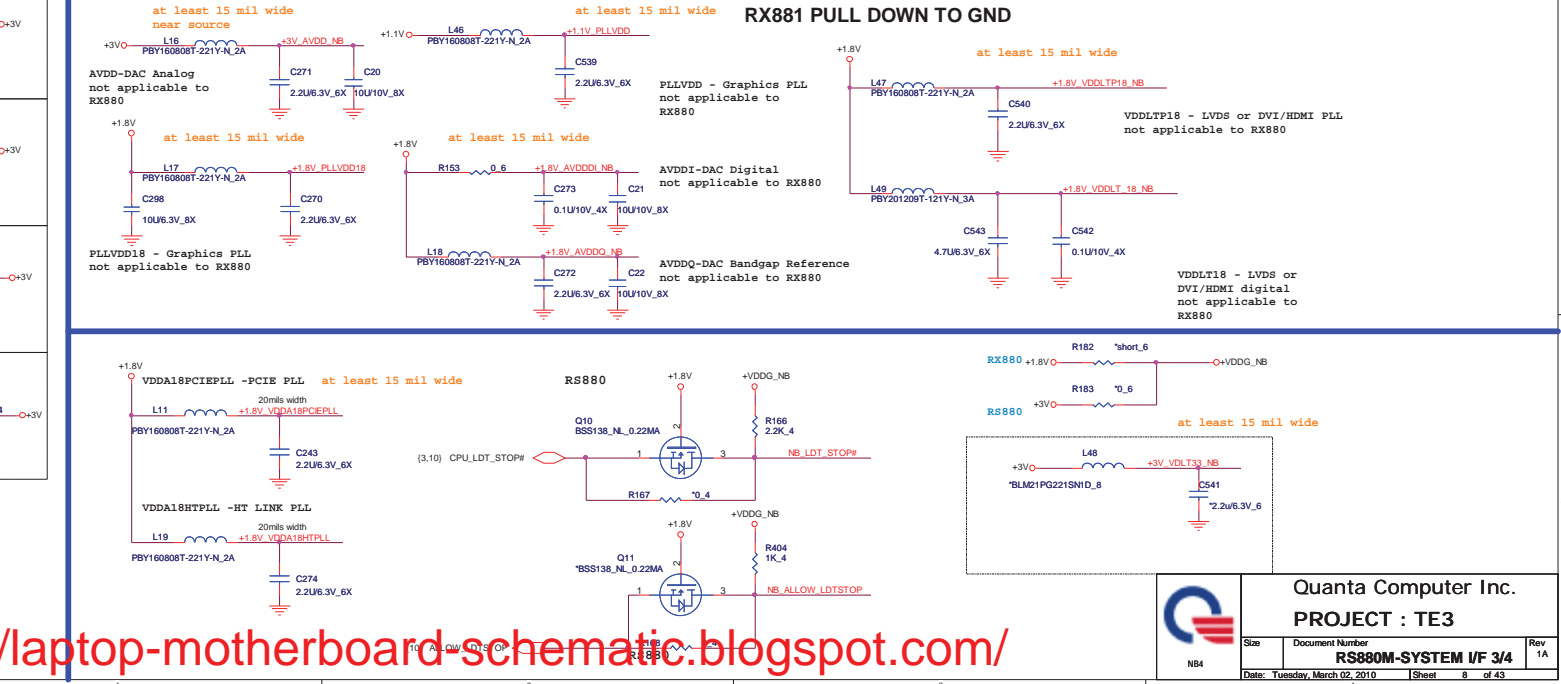 at least 15 mil wide
near source
+3V
L16
PBY160808T-221Y-N_2A
+3V_AVDD_NB
C271
2.2U/6.3V_6X
C20
10U/10V_8X
AVDD-DAC Analog
not applicable to
RX880
at least 15 mil wide
+1.1V
L46
PBY160808T-221Y-N_2A
+1.1V_PLLVDD
C539
2.2U/6.3V_6X
PLLVDD - Graphics PLL
not applicable to
RX880
RX881 PULL DOWN TO GND
+1.8V
at least 15 mil wide
L47
PBY160808T-221Y-N_2A
+1.8V_VDDLTP18_NB
C540
2.2U/6.3V_6X
VDDLTP18 - LVDS or DVI/HDMI PLL
not applicable to RX880
+1.8V
at least 15 mil wide
L17
PBY160808T-221Y-N_2A
+1.8V_PLLVDD18
C298
10U/6.3V_8X
C270
2.2U/6.3V_6X
PLLVDD18 - Graphics PLL
not applicable to RX880
at least 15 mil wide
+1.8V
R153
0_6
+1.8V_AVDDDI_NB
C273
0.1U/10V_4X
C21
10U/10V_8X
AVDDI-DAC Digital
not applicable to RX880
L18
PBY160808T-221Y-N_2A
+1.8V_AVDDQ_NB
C272
2.2U/6.3V_6X
C22
10U/10V_8X
AVDDQ-DAC Bandgap Reference
not applicable to RX880
L49
PBY201209T-121Y-N_3A
+1.8V_VDDLT_18_NB
C543
4.7U/6.3V_6X
C542
0.1U/10V_4X
VDDLT18 - LVDS or
DVI/HDMI digital
not applicable to
RX880
+3V
+3V
+3V
+3V
+1.8V
VDDA18PCIEPLL -PCIE PLL
at least 15 mil wide
20mils width
L11
+1.8V_VDDA18PCIEPLL
PBY160808T-221Y-N_2A
C243
2.2U/6.3V_6X
VDDA18HTPLL -HT LINK PLL
20mils width
L19
+1.8V_VDDA18HTPLL
PBY160808T-221Y-N_2A
C274
2.2U/6.3V_6X
RS880
+1.8V
+VDDG_NB
Q10
BSS138_NL_0.22MA
2
R166
2.2K_4
{3,10} CPU_LDT_STOP#
1
3
NB_LDT_STOP#
R167
*0_4
+1.8V
+VDDG_NB
Q11
*BSS138_NL_0.22MA
2
R404
1K_4
1
3
NB_ALLOW_LDTSTOP
RS880
RX880
+1.8V
R182
*short_6
+VDDG_NB
RS880
+3V
R183
*0_6
at least 15 mil wide
+3V
L48
*BLM21PG221SN1D_8
+3V_VDLT33_NB
C541
*2.2u/6.3V_6
/laptop-motherboard-schematic.blogspot.com/
NB4
Quanta Computer Inc.
PROJECT : TE3
Size
Document Number
Rev
RS880M-SYSTEM I/F 3/4
1A
Date: Tuesday, March 02, 2010
Sheet 8 of 43